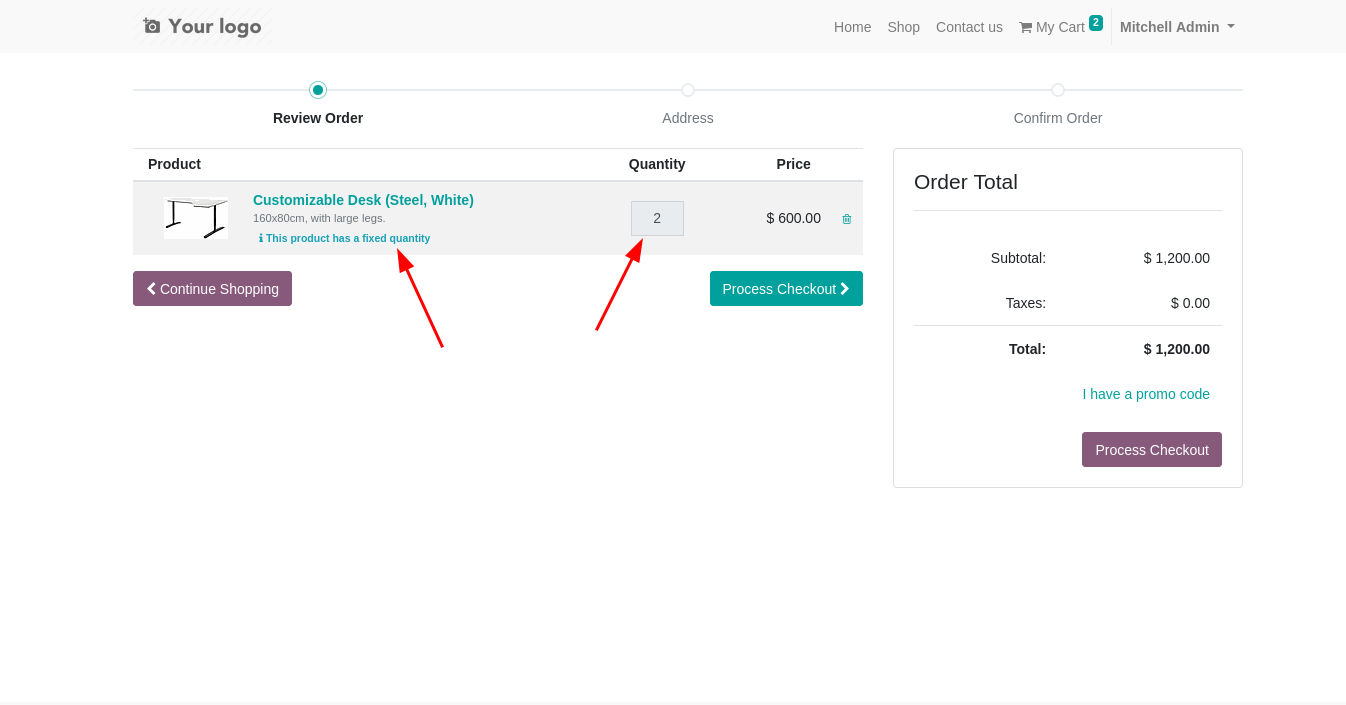 Your logo
Home Shop Contact us My Cart 2 Mitchell Admin
Review Order Address Confirm Order
Product Quantity Price
Customizable Desk (Steel, White)
160x80cm, with large legs.
This product has a fixed quantity
2 $ 600.00
Continue Shopping Process Checkout
Order Total
Subtotal: $ 1,200.00
Taxes: $ 0.00
Total: $ 1,200.00
I have a promo code
Process Checkout